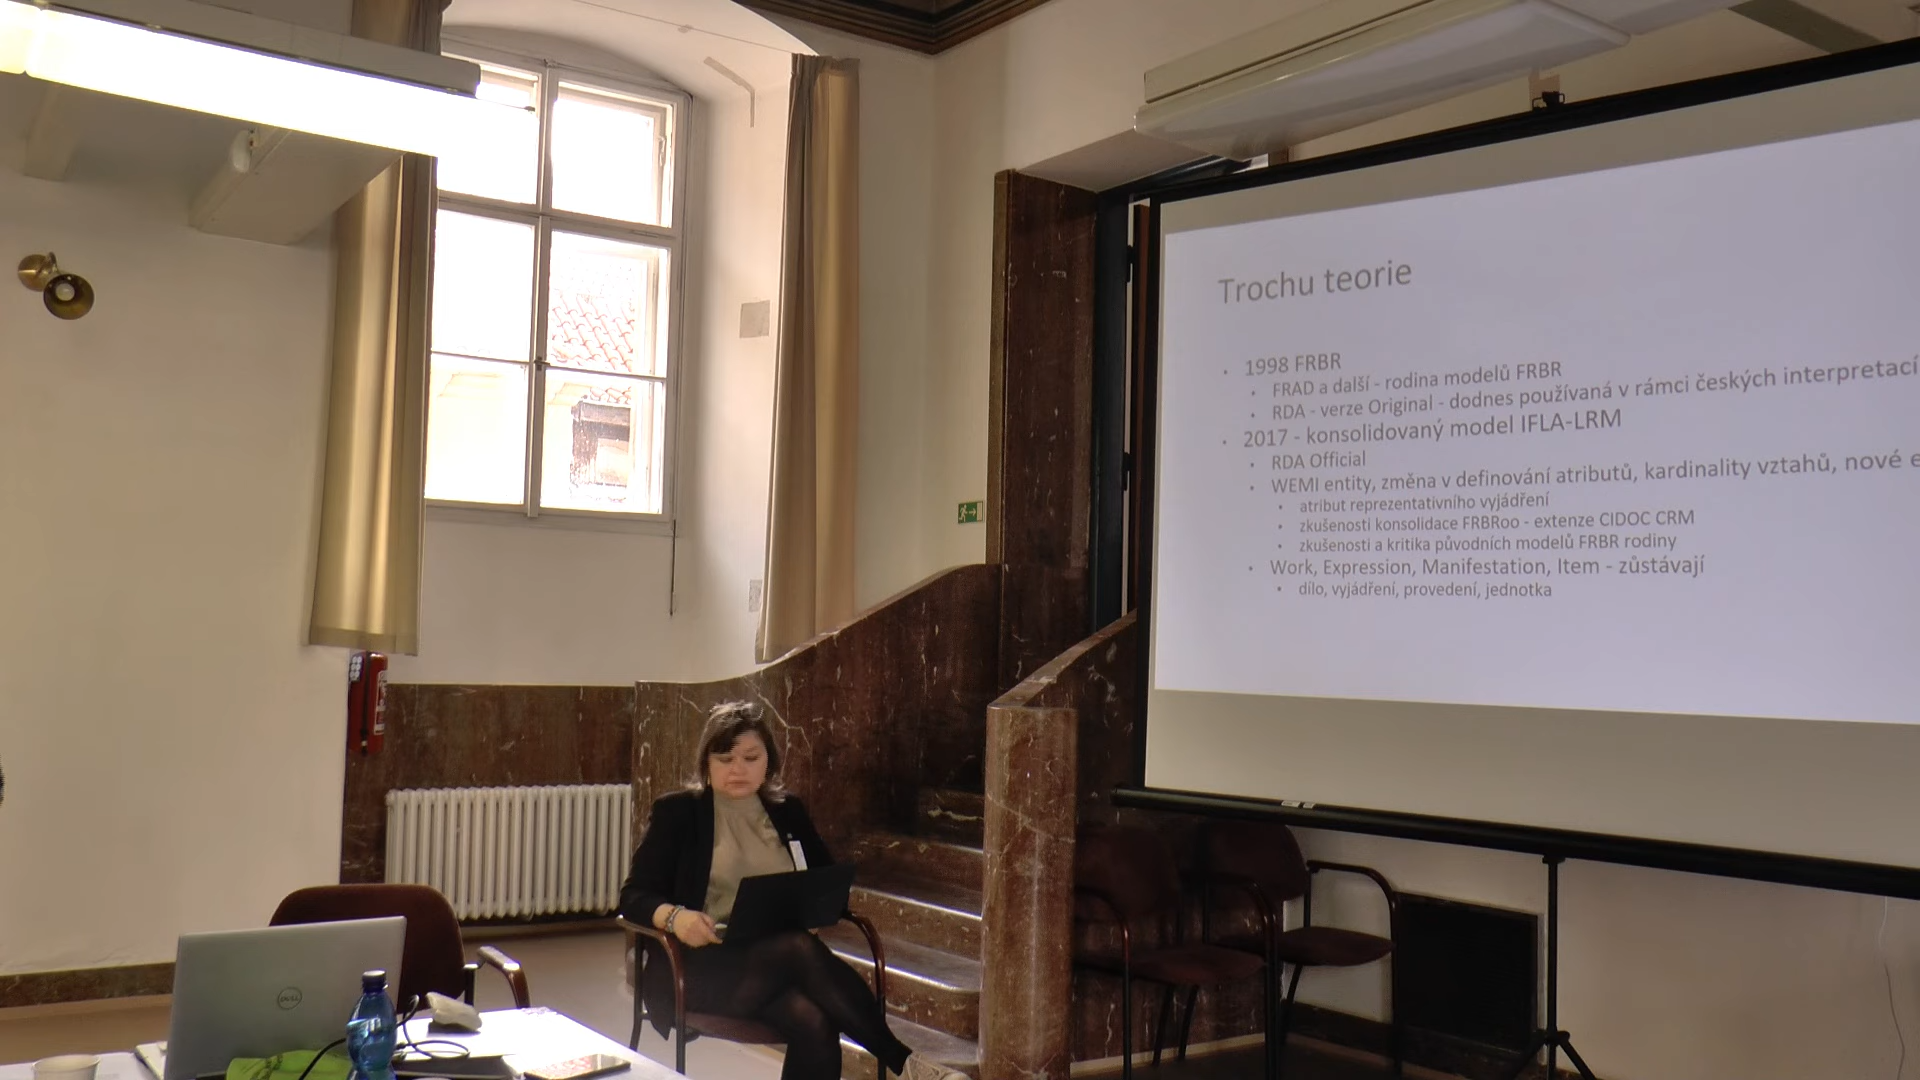 Trochu teorie
1998 FRBR
FRAD a další - rodina modelů FRBR
RDA - verze Original - dodnes používaná v rámci českých interpretací
2017 - konsolidovaný model IFLA-LRM
RDA Official
WEMI entity, změna v definování atributů, kardinality vztahů, nové e
atribut reprezentativního vyjádření
zkušenosti konsolidace FRBRoo - extenze CIDOC CRM
zkušenosti a kritika původních modelů FRBR rodiny
Work, Expression, Manifestation, Item - zůstávají
dílo, vyjádření, provedení, jednotka
DELL